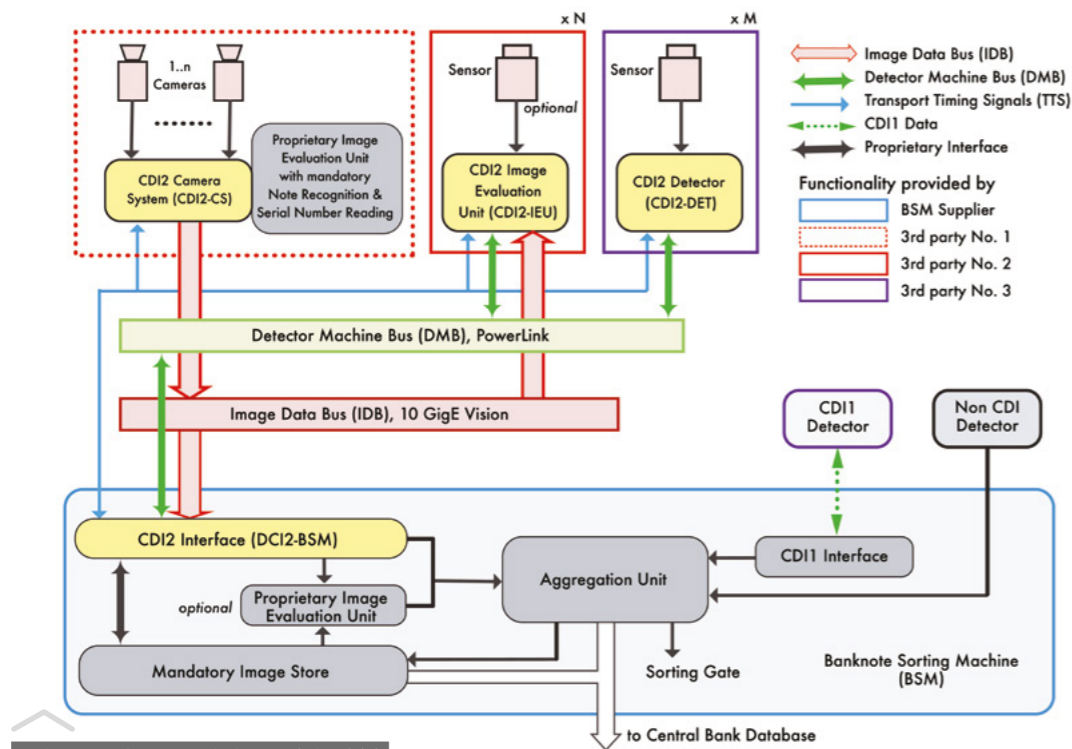 x N
x M
1..n
Cameras
Sensor
optional
Sensor
Proprietary Image
Evaluation Unit
with mandatory
Note Recognition &
Serial Number Reading
CDI2 Camera
System (CDI2-CS)
CDI2 Image
Evaluation
Unit (CDI2-IEU)
CDI2 Detector
(CDI2-DET)
Image Data Bus (IDB)
Detector Machine Bus (DMB)
Transport Timing Signals (TTS)
CDI1 Data
Proprietary Interface
Functionality provided by
BSM Supplier
3rd party No. 1
3rd party No. 2
3rd party No. 3
Detector Machine Bus (DMB), PowerLink
Image Data Bus (IDB), 10 GigE Vision
CDI1
Detector
Non CDI
Detector
CDI2 Interface (DCI2-BSM)
CDI1 Interface
Aggregation Unit
optional
Proprietary Image
Evaluation Unit
Mandatory Image Store
Sorting Gate
Banknote Sorting Machine
(BSM)
to Central Bank Database